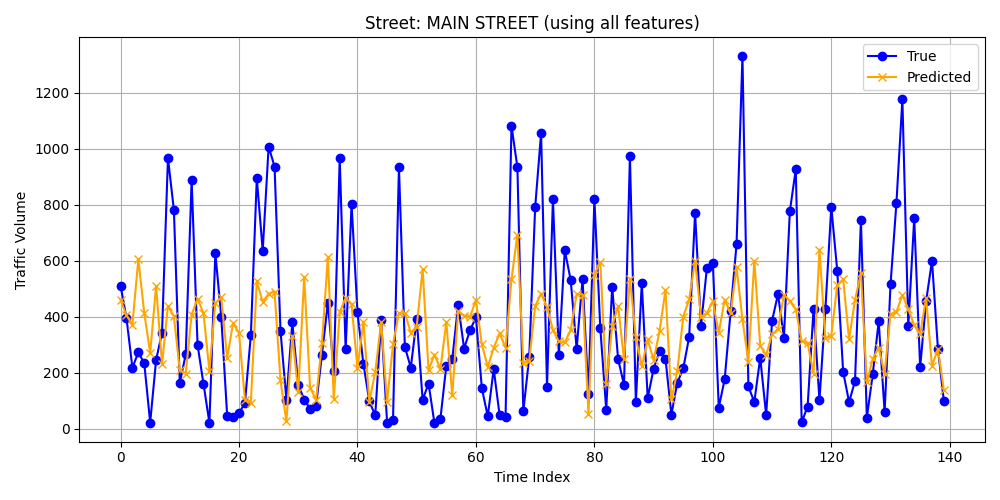 Street: MAIN STREET (using all features)
True
Predicted
Traffic Volume
1200
1000
800
600
400
200
0
0 20 40 60 80 100 120 140
Time Index